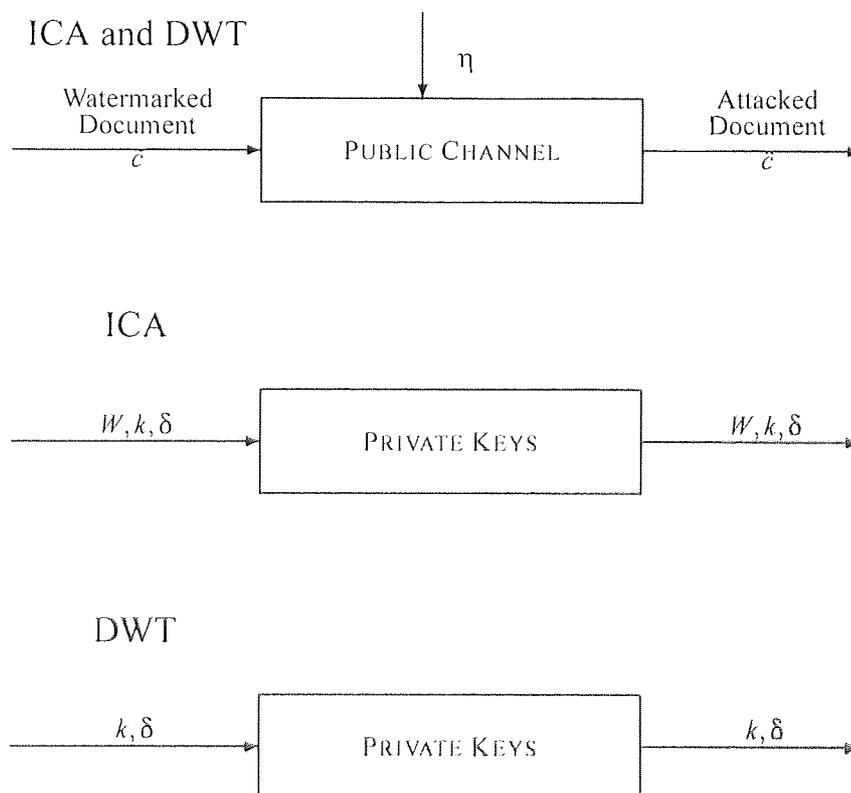 ICA and DWT
η
Watermarked
Document
ĉ
PUBLIC CHANNEL
Attacked
Document
ĉ
ICA
W, k, δ
PRIVATE KEYS
W, k, δ
DWT
k, δ
PRIVATE KEYS
k, δ